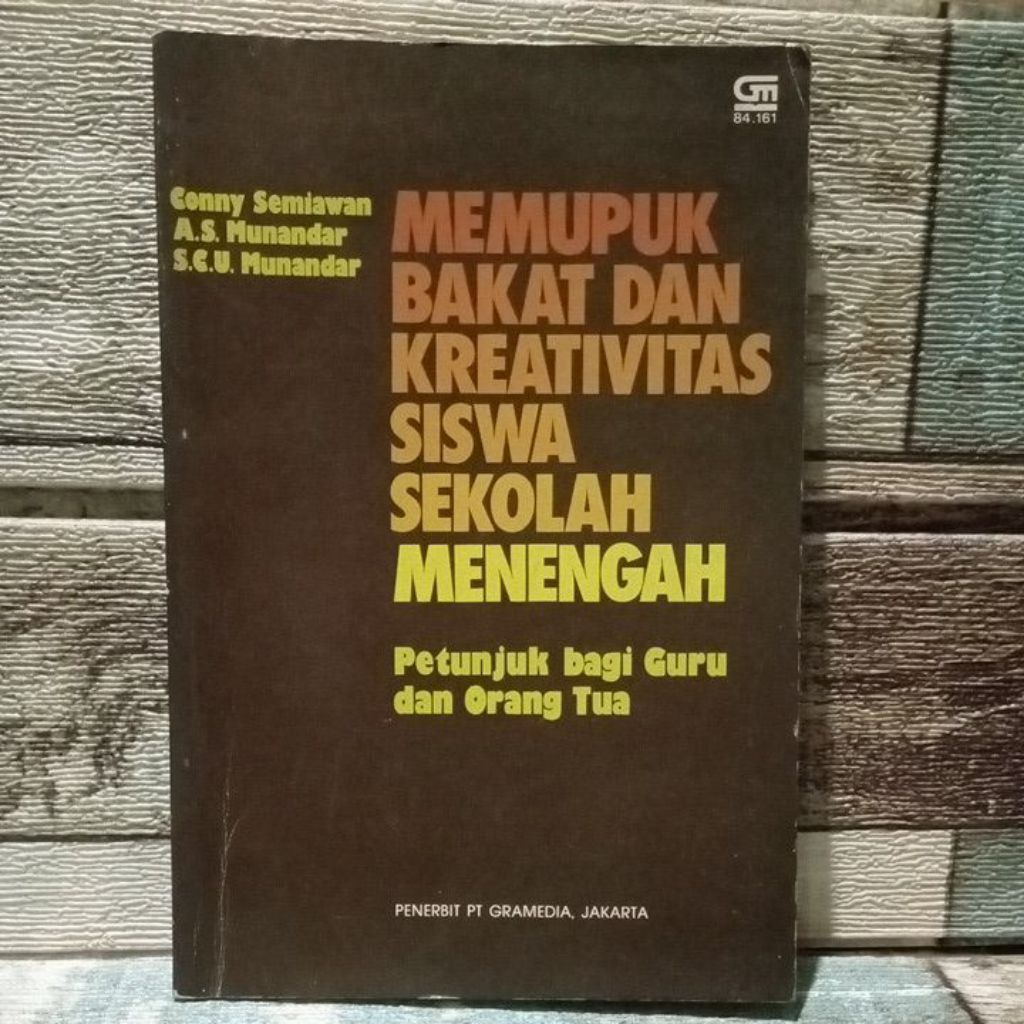 GM
84.161
Conny Semiawan
A.S. Munandar
S.C.U. Munandar
MEMUPUK
BAKAT DAN
KREATIVITAS
SISWA
SEKOLAH
MENENGAH
Petunjuk bagi Guru
dan Orang Tua
PENERBIT PT GRAMEDIA, JAKARTA